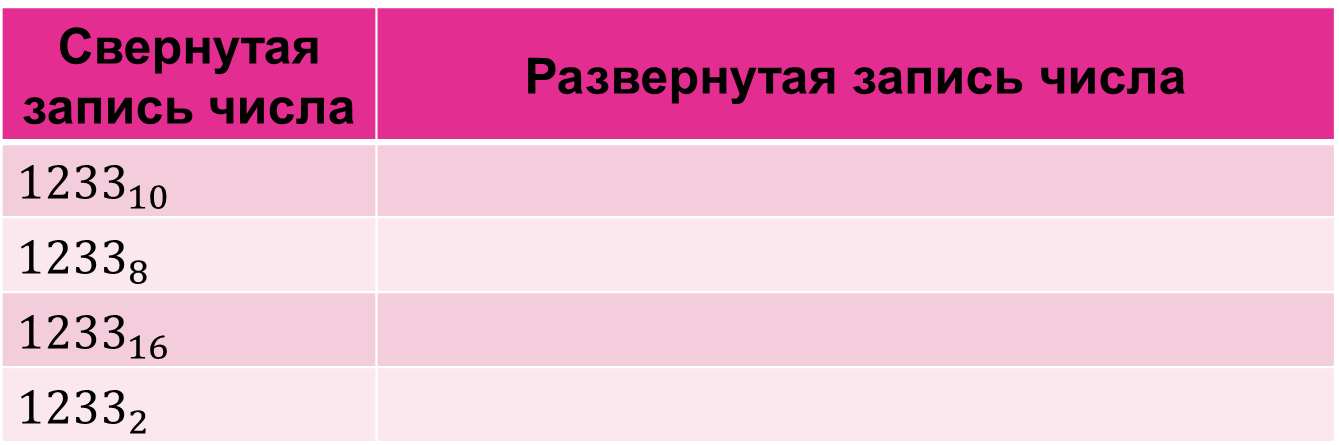 Свернутая
запись числа
Развернутая запись числа
1233₁₀
1233₈
1233₁₆
1233₂